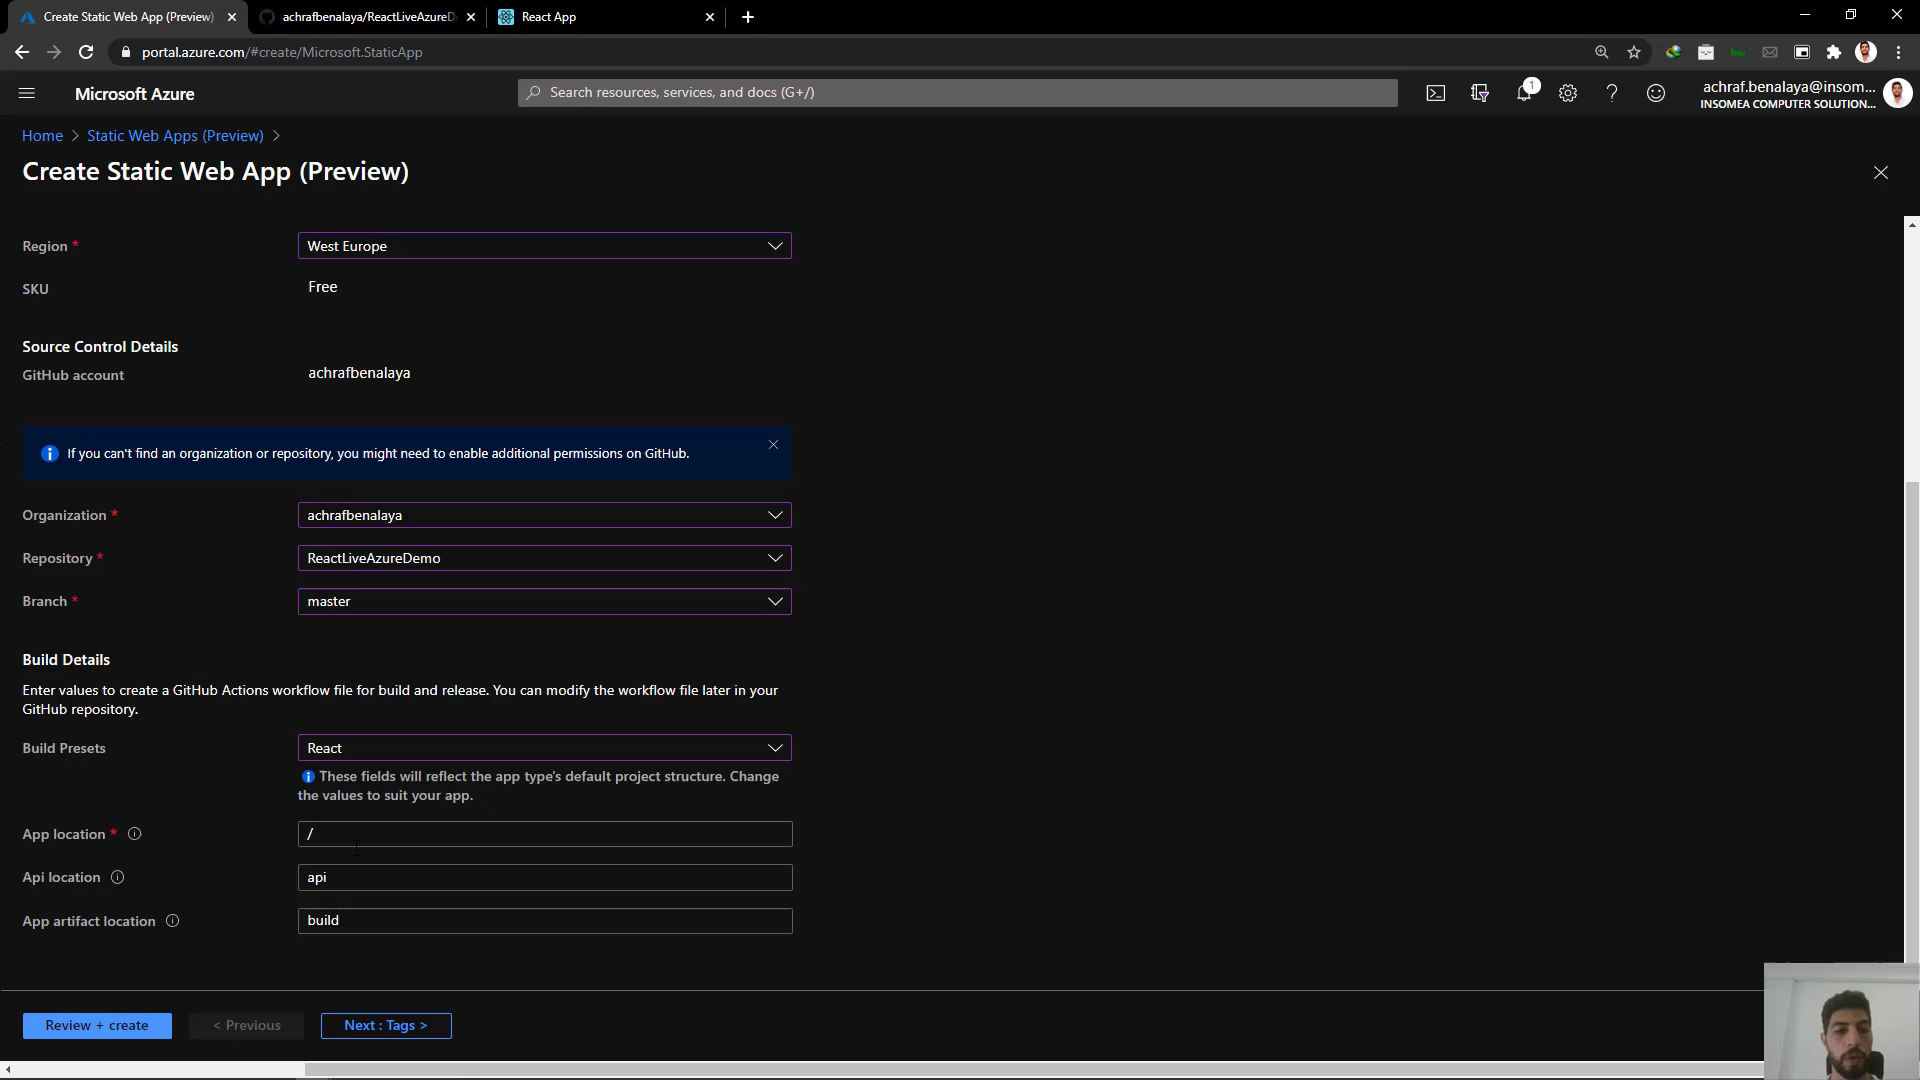 Create Static Web App (Preview)
achrafbenalaya/ReactLiveAzureD
React App
portal.azure.com/#create/Microsoft.StaticApp
Microsoft Azure
Search resources, services, and docs (G+/)
1
achraf.benalaya@insom...
INSOMEA COMPUTER SOLUTION...
Home > Static Web Apps (Preview) >
Create Static Web App (Preview)
Region *
West Europe
SKU
Free
Source Control Details
GitHub account
achrafbenalaya
If you can't find an organization or repository, you might need to enable additional permissions on GitHub.
Organization *
achrafbenalaya
Repository *
ReactLiveAzureDemo
Branch *
master
Build Details
Enter values to create a GitHub Actions workflow file for build and release. You can modify the workflow file later in your
GitHub repository.
Build Presets
React
These fields will reflect the app type's default project structure. Change
the values to suit your app.
App location *
/
Api location
api
App artifact location
build
Review + create
< Previous
Next : Tags >